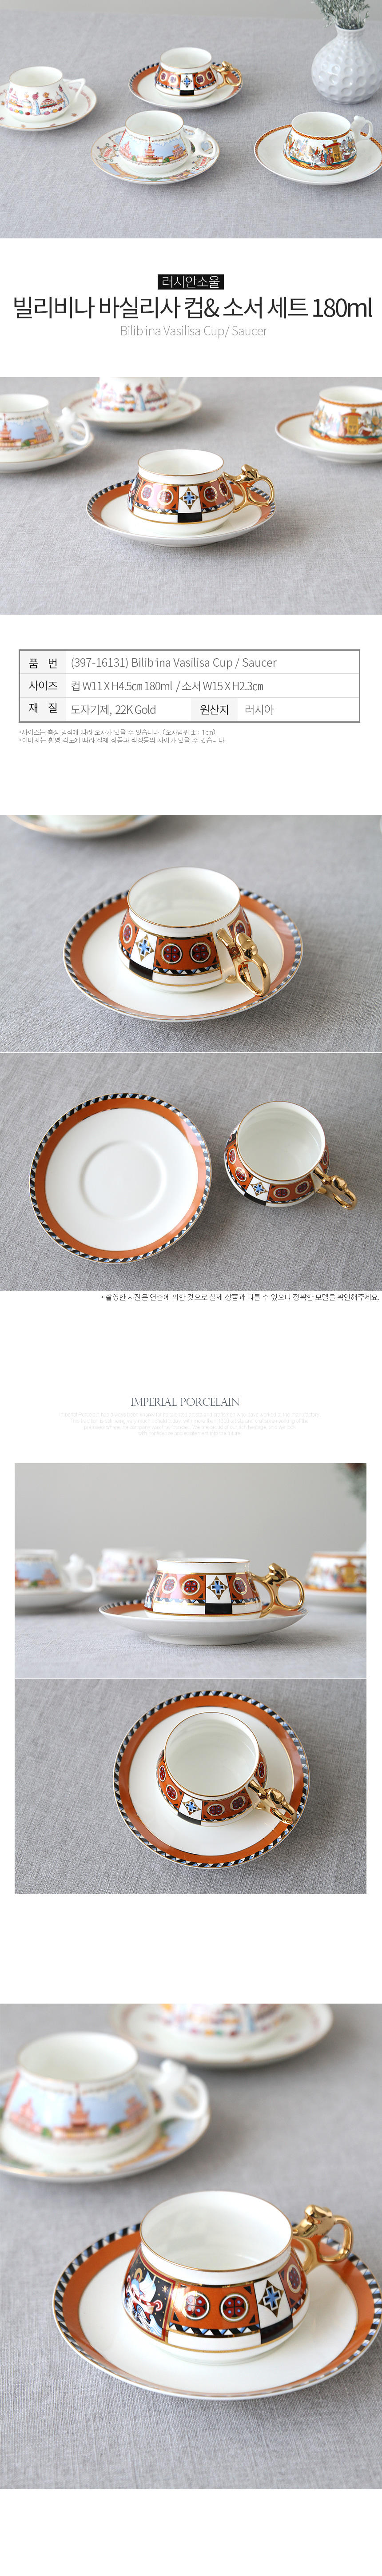 러시안소울
빌리비나 바실리사 컵& 소서 세트 180ml
Bilibina Vasilisa Cup/ Saucer
품 번 (397-16131) Bilibina Vasilisa Cup / Saucer
사이즈 컵 W11 X H4.5㎝ 180ml / 소서 W15 X H2.3㎝
재 질 도자기제, 22K Gold 원산지 러시아
*사이즈는 측정 방식에 따라 오차가 있을 수 있습니다. (오차범위 ± : 1cm)
*이미지는 촬영 각도에 따라 실제 상품과 색상등의 차이가 있을 수 있습니다
* 촬영한 사진은 연출에 의한 것으로 실제 상품과 다를 수 있으니 정확한 모델을 확인해주세요.
IMPERIAL PORCELAIN